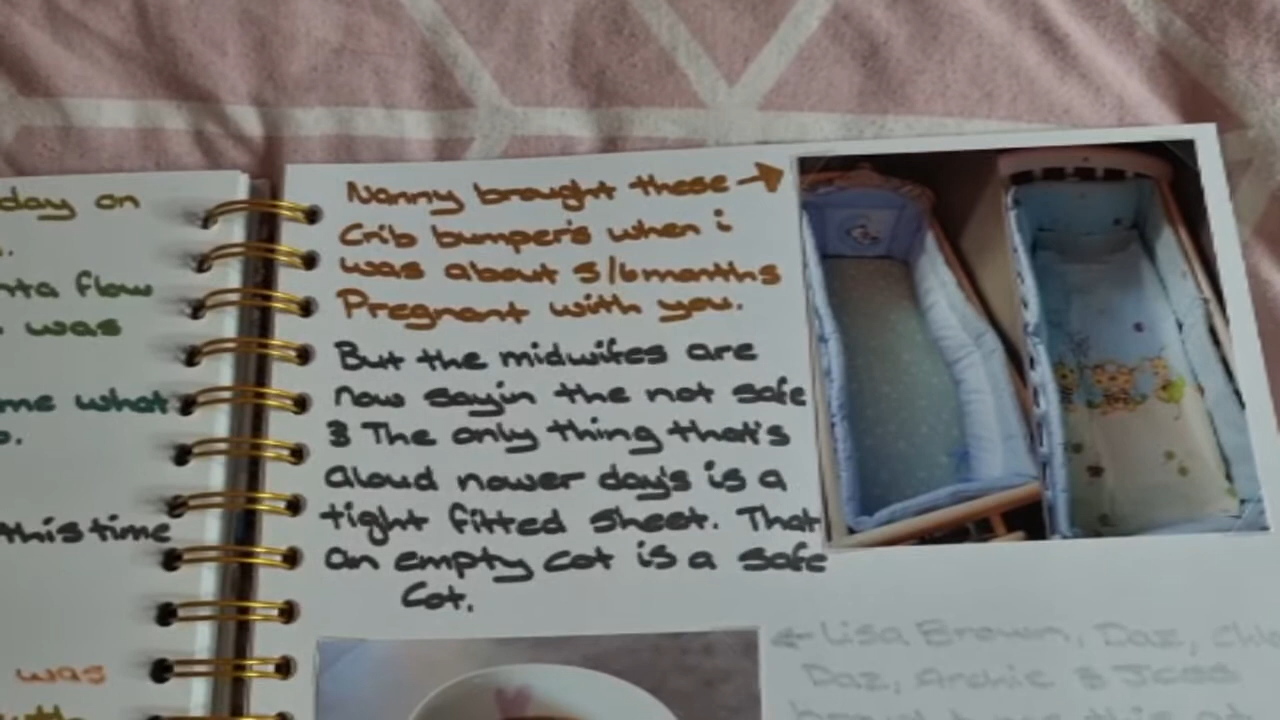 day on
nta flow
was
me what
this time
was
Nanny brought these →
Crib bumper's when i
was about 5/6 months
Pregnant with you.
But the midwifes are
now sayin the not safe
& The only thing that's
aloud nower day's is a
tight fitted sheet. That
an empty cot is a safe
Cot.
← Lisa Brown, Daz,
Daz, Archie & Jess